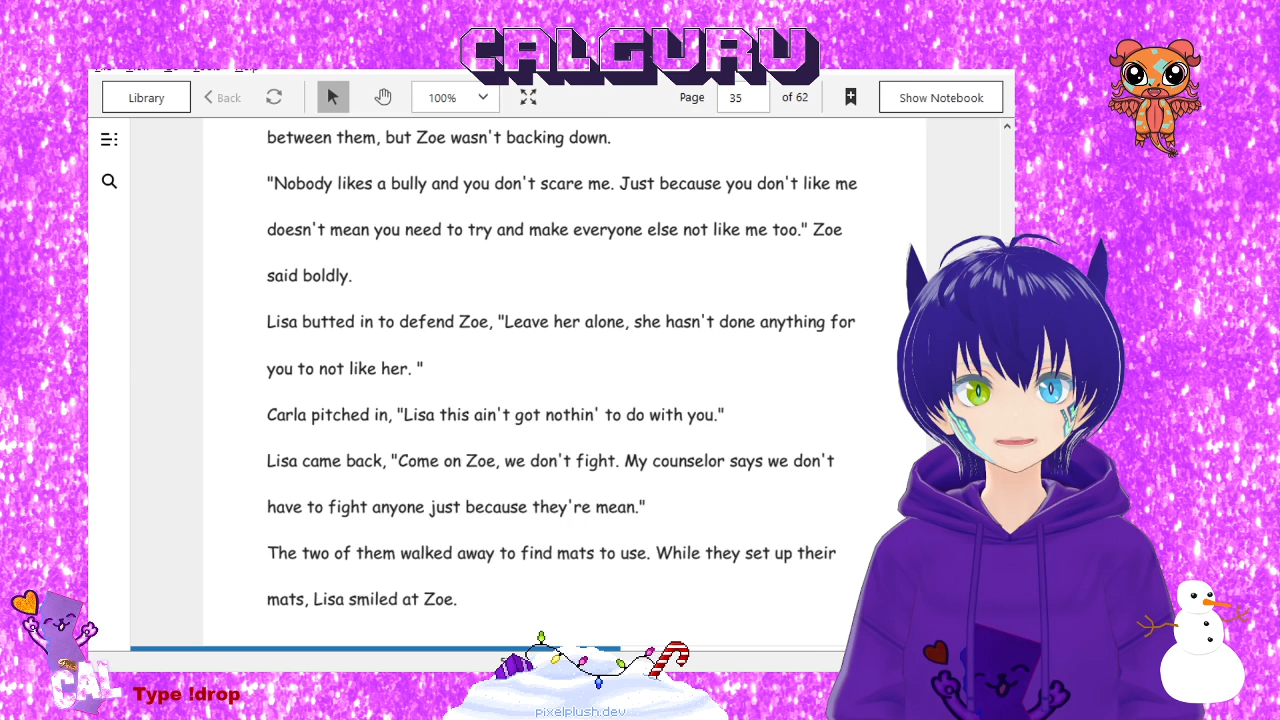 CALGURU
Library
Back
100%
Page 35 of 62
Show Notebook
between them, but Zoe wasn't backing down.
"Nobody likes a bully and you don't scare me. Just because you don't like me
doesn't mean you need to try and make everyone else not like me too." Zoe
said boldly.
Lisa butted in to defend Zoe, "Leave her alone, she hasn't done anything for
you to not like her. "
Carla pitched in, "Lisa this ain't got nothin' to do with you."
Lisa came back, "Come on Zoe, we don't fight. My counselor says we don't
have to fight anyone just because they're mean."
The two of them walked away to find mats to use. While they set up their
mats, Lisa smiled at Zoe.
CAL
Type !drop
pixelplush.dev